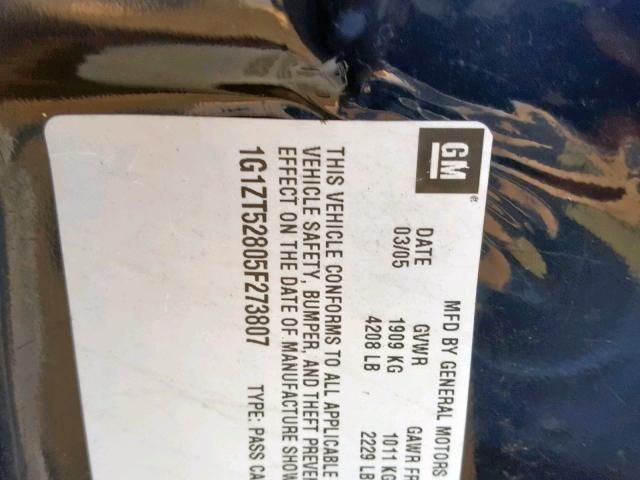 GM
MFD BY GENERAL MOTORS
DATE GVWR GAWR FR
03/05 1909 KG 1011 KG
4208 LB 2229 LB
THIS VEHICLE CONFORMS TO ALL APPLICABLE
VEHICLE SAFETY, BUMPER, AND THEFT PREVEN
EFFECT ON THE DATE OF MANUFACTURE SHOW
1G1ZT52805F273807 TYPE: PASS CA